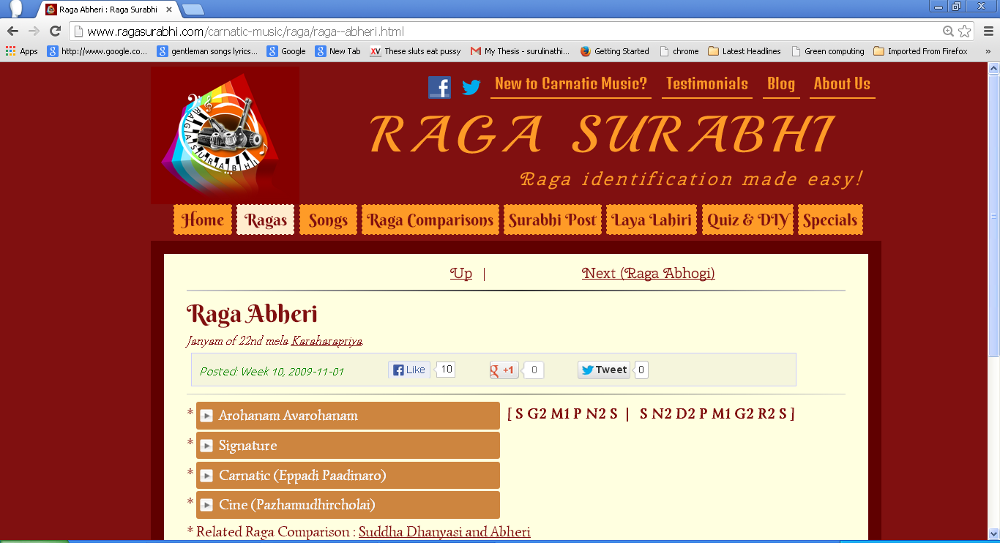 Raga Abheri : Raga Surabhi
www.ragasurabhi.com/carnatic-music/raga/raga--abheri.html
Apps http://www.google.co... gentleman songs lyrics... Google New Tab XV These sluts eat pussy My Thesis - surulinathi... Getting Started chrome Latest Headlines Green computing Imported From Firefox »
RAGASURABHI
New to Carnatic Music? Testimonials Blog About Us
RAGA SURABHI
Raga identification made easy!
Home Ragas Songs Raga Comparisons Surabhi Post Laya Lahiri Quiz & DIY Specials
Up | Next (Raga Abhogi)
Raga Abheri
Janyam of 22nd mela Karaharapriya.
Posted: Week 10, 2009-11-01 Like 10 g +1 0 Tweet 0
* Arohanam Avarohanam [ S G2 M1 P N2 S | S N2 D2 P M1 G2 R2 S ]
* Signature
* Carnatic (Eppadi Paadinaro)
* Cine (Pazhamudhircholai)
* Related Raga Comparison : Suddha Dhanyasi and Abheri